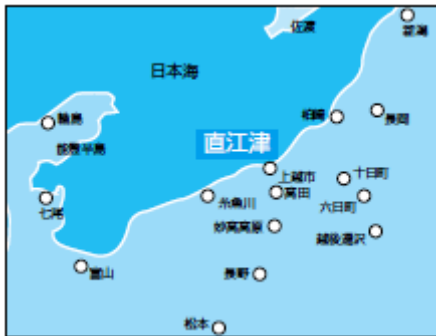 佐渡
新潟
日本海
輪島
柏崎
長岡
能登半島
直江津
上越市
十日町
高田
七尾
糸魚川
六日町
妙高高原
越後湯沢
富山
長野
松本